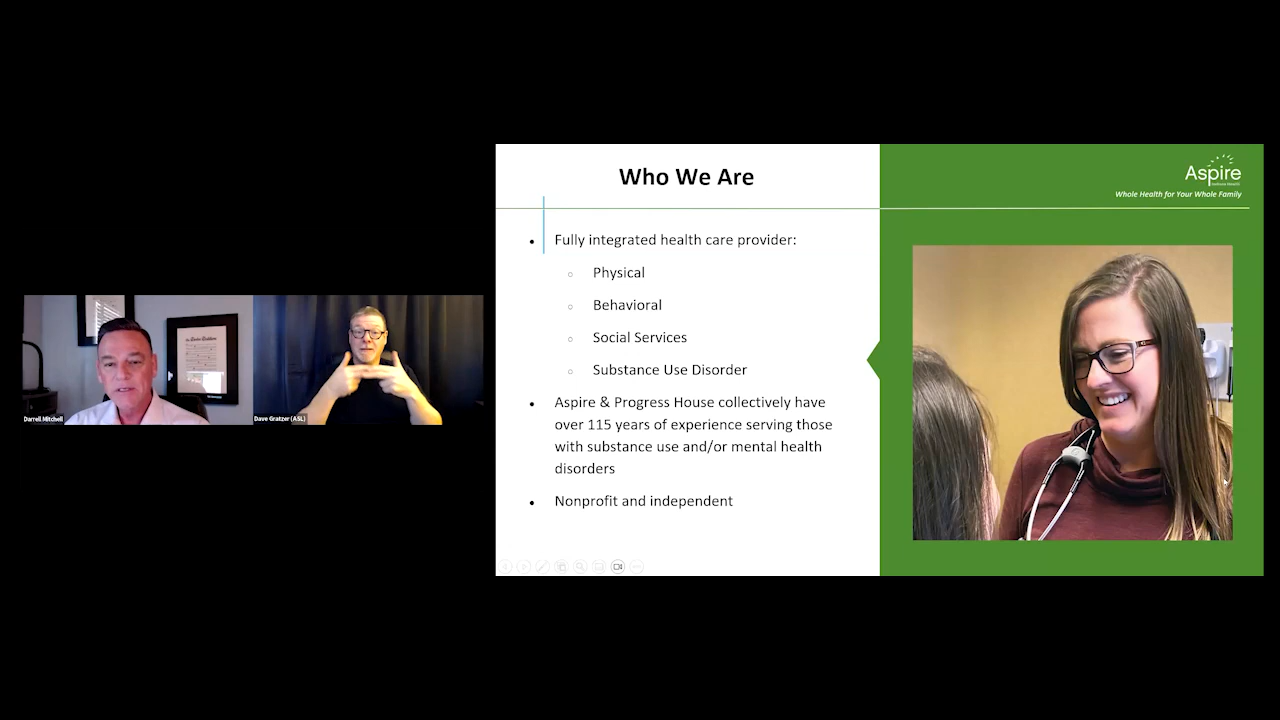 Who We Are
Aspire
Indiana Health
Whole Health for Your Whole Family
• Fully integrated health care provider:
○ Physical
○ Behavioral
○ Social Services
○ Substance Use Disorder
• Aspire & Progress House collectively have
over 115 years of experience serving those
with substance use and/or mental health
disorders
• Nonprofit and independent
Darrell Mitchell
Dave Gratzer (ASL)